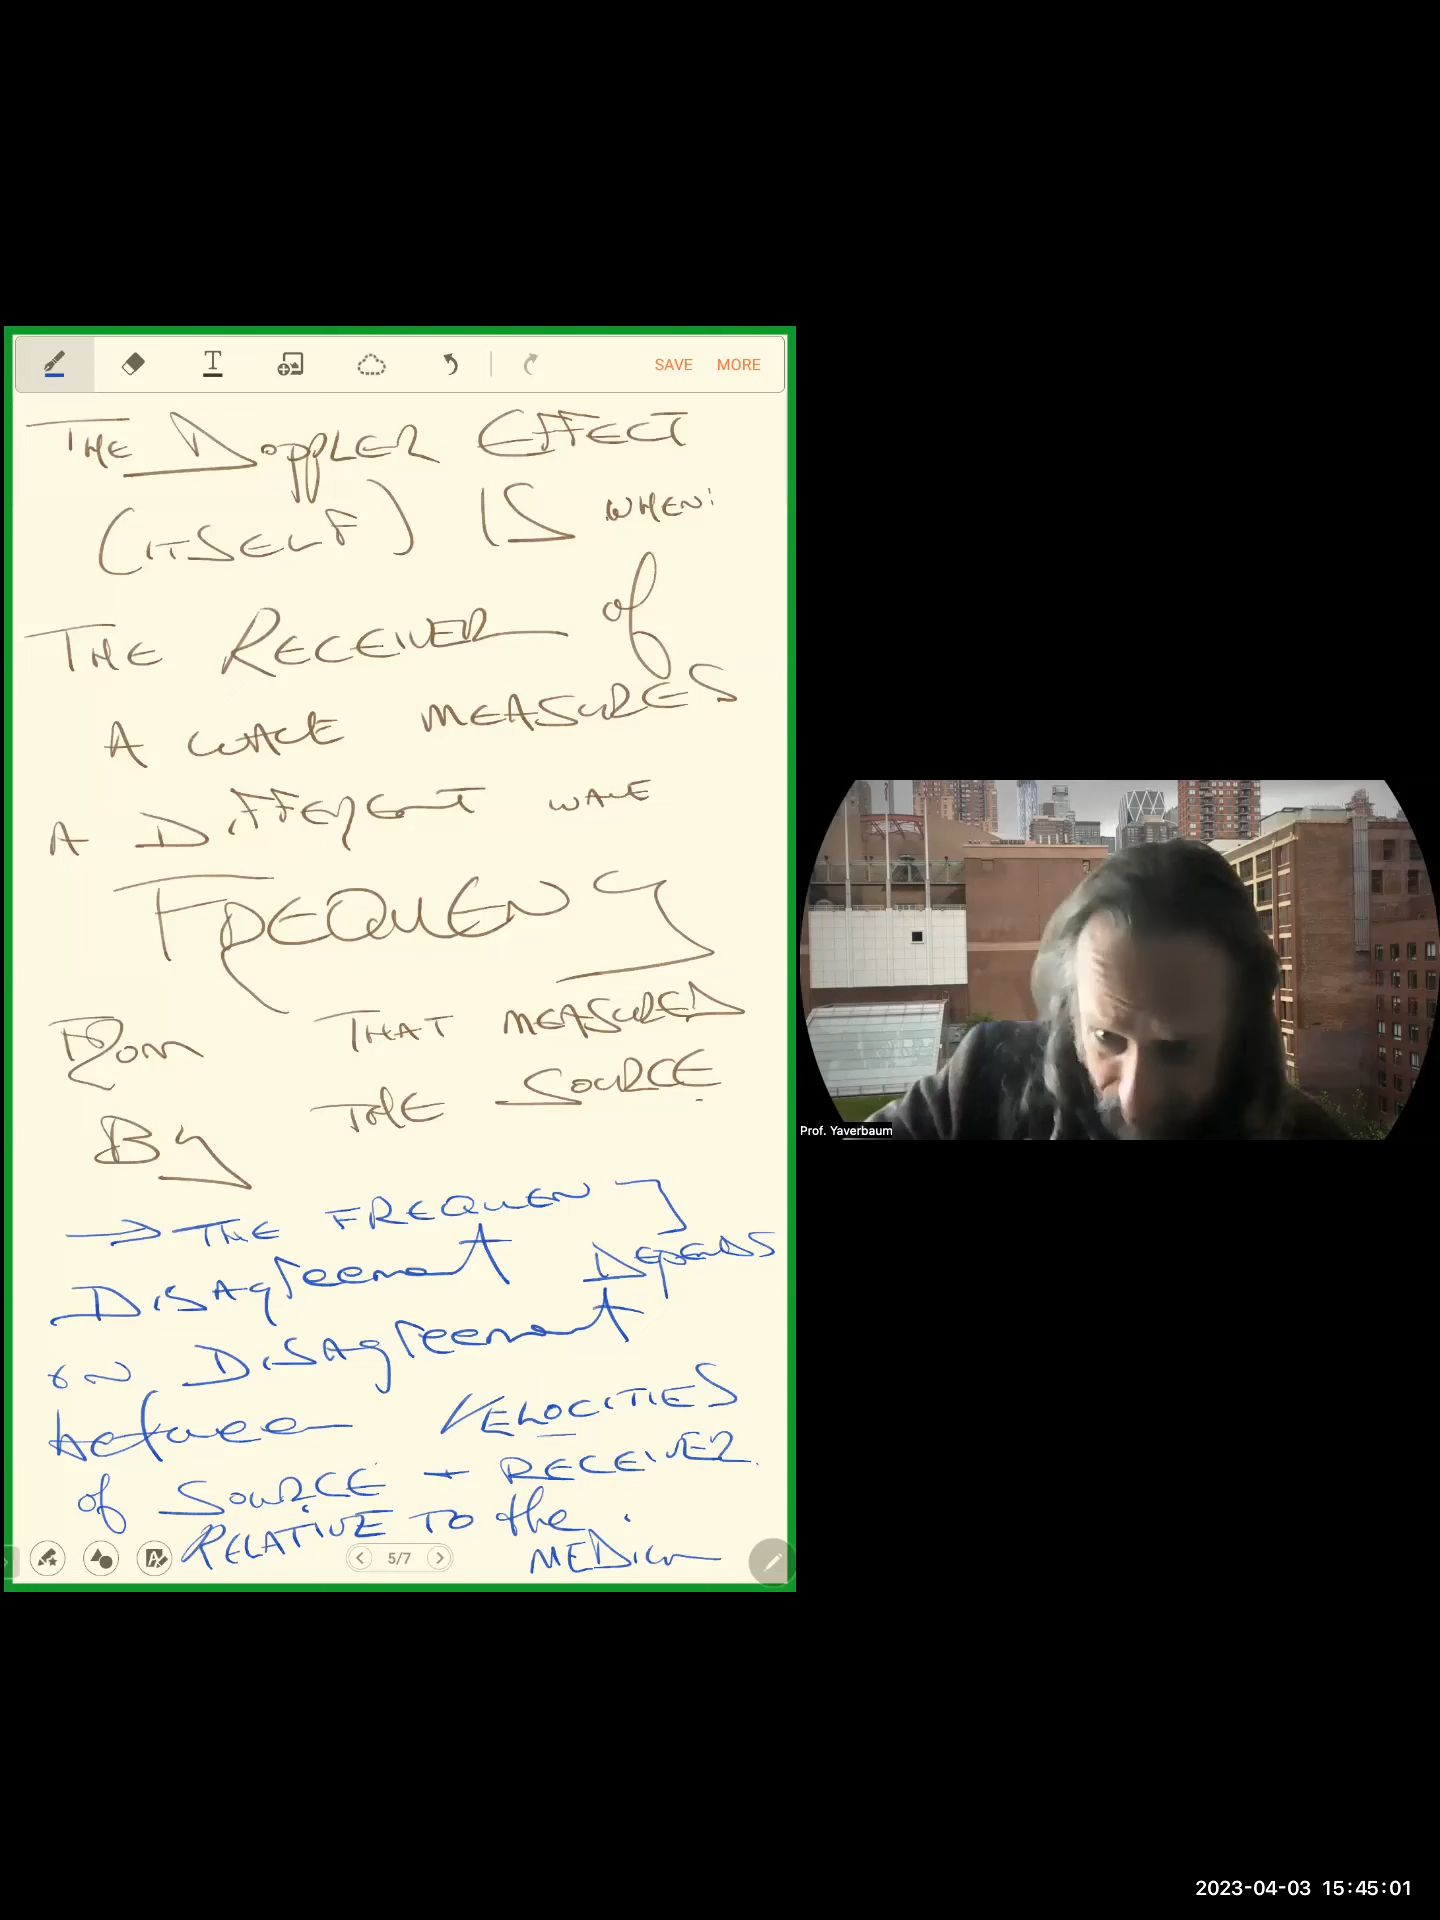 SAVE MORE
THE DOPPLER EFFECT
(ITSELF) IS WHEN:
THE RECEIVER of
A WAVE MEASURES
A DIFFERENT WAVE
FREQUENCY
FROM THAT MEASURED
By THE SOURCE
→ THE FREQUENCY
DISAgreement DEpENDS
ON DISAgreement
between VELOCITIES
of SOURCE + RECEIVER.
RELATIVE TO the
MEDIUM
5/7
Prof. Yaverbaum
2023-04-03 15:45:01